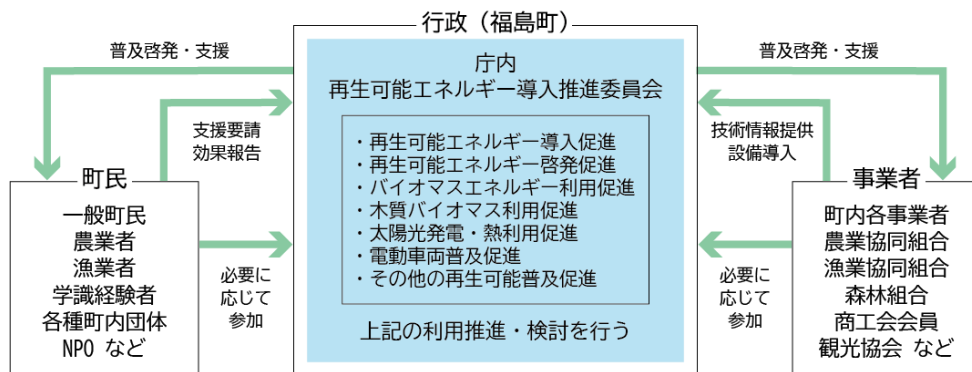 行政（福島町）
普及啓発・支援
普及啓発・支援
庁内
再生可能エネルギー導入推進委員会
支援要請
効果報告
技術情報提供
設備導入
・再生可能エネルギー導入促進
・再生可能エネルギー啓発促進
・バイオマスエネルギー利用促進
・木質バイオマス利用促進
・太陽光発電・熱利用促進
・電動車両普及促進
・その他の再生可能普及促進
上記の利用推進・検討を行う
町民
一般町民
農業者
漁業者
学識経験者
各種町内団体
NPO など
必要に
応じて
参加
必要に
応じて
参加
事業者
町内各事業者
農業協同組合
漁業協同組合
森林組合
商工会会員
観光協会 など